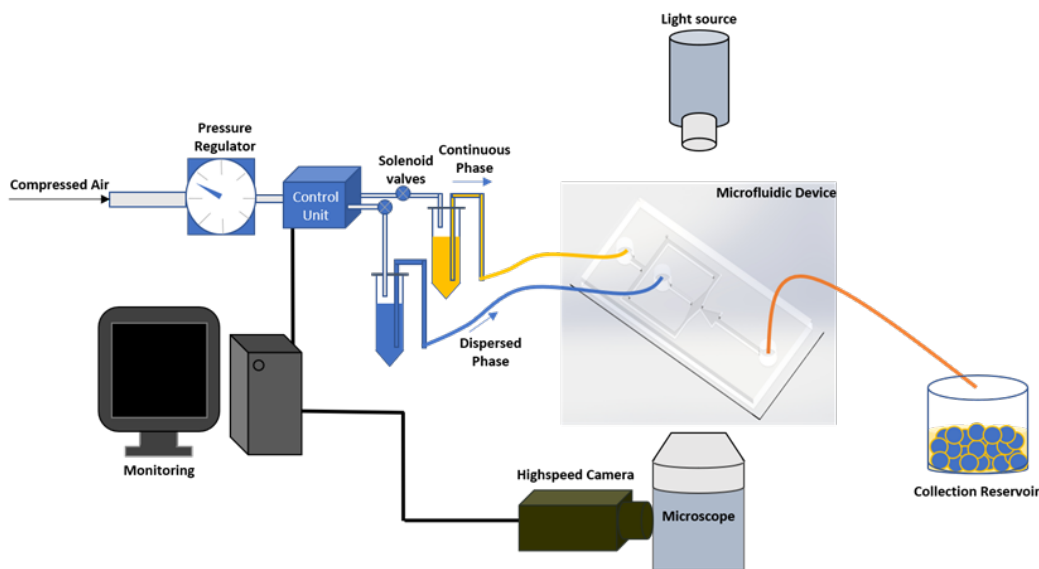 Light source
Pressure
Regulator
Solenoid
valves
Continuous
Phase
Compressed Air
Control
Unit
Microfluidic Device
Dispersed
Phase
Monitoring
Highspeed Camera
Microscope
Collection Reservoir